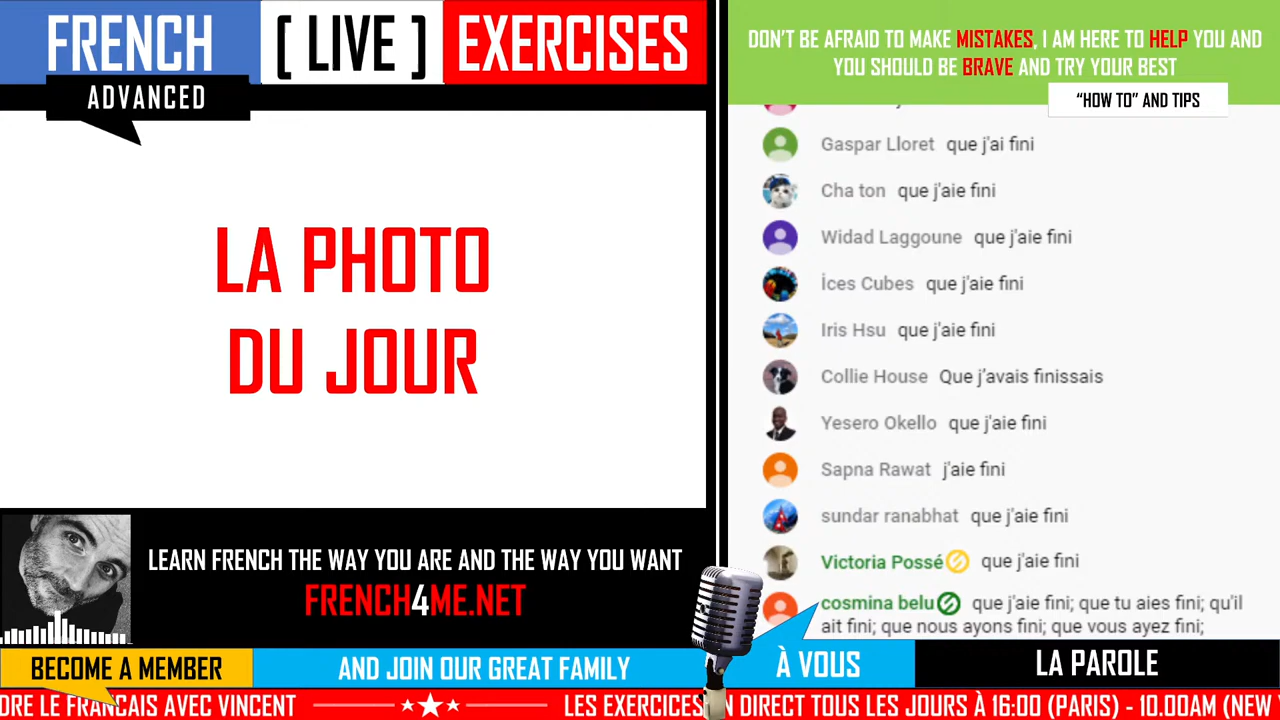 FRENCH [ LIVE ] EXERCISES
ADVANCED
DON'T BE AFRAID TO MAKE MISTAKES, I AM HERE TO HELP YOU AND
YOU SHOULD BE BRAVE AND TRY YOUR BEST
“HOW TO” AND TIPS
LA PHOTO
DU JOUR
Gaspar Lloret que j'ai fini
Cha ton que j'aie fini
Widad Laggoune que j'aie fini
İces Cubes que j'aie fini
Iris Hsu que j'aie fini
Collie House Que j'avais finissais
Yesero Okello que j'aie fini
Sapna Rawat j'aie fini
sundar ranabhat que j'aie fini
Victoria Possé que j'aie fini
cosmina belu que j'aie fini; que tu aies fini; qu'il
ait fini; que nous ayons fini; que vous ayez fini;
LEARN FRENCH THE WAY YOU ARE AND THE WAY YOU WANT
FRENCH4ME.NET
BECOME A MEMBER
AND JOIN OUR GREAT FAMILY
À VOUS
LA PAROLE
DRE LE FRANCAIS AVEC VINCENT LES EXERCICES EN DIRECT TOUS LES JOURS À 16:00 (PARIS) - 10.00AM (NEW